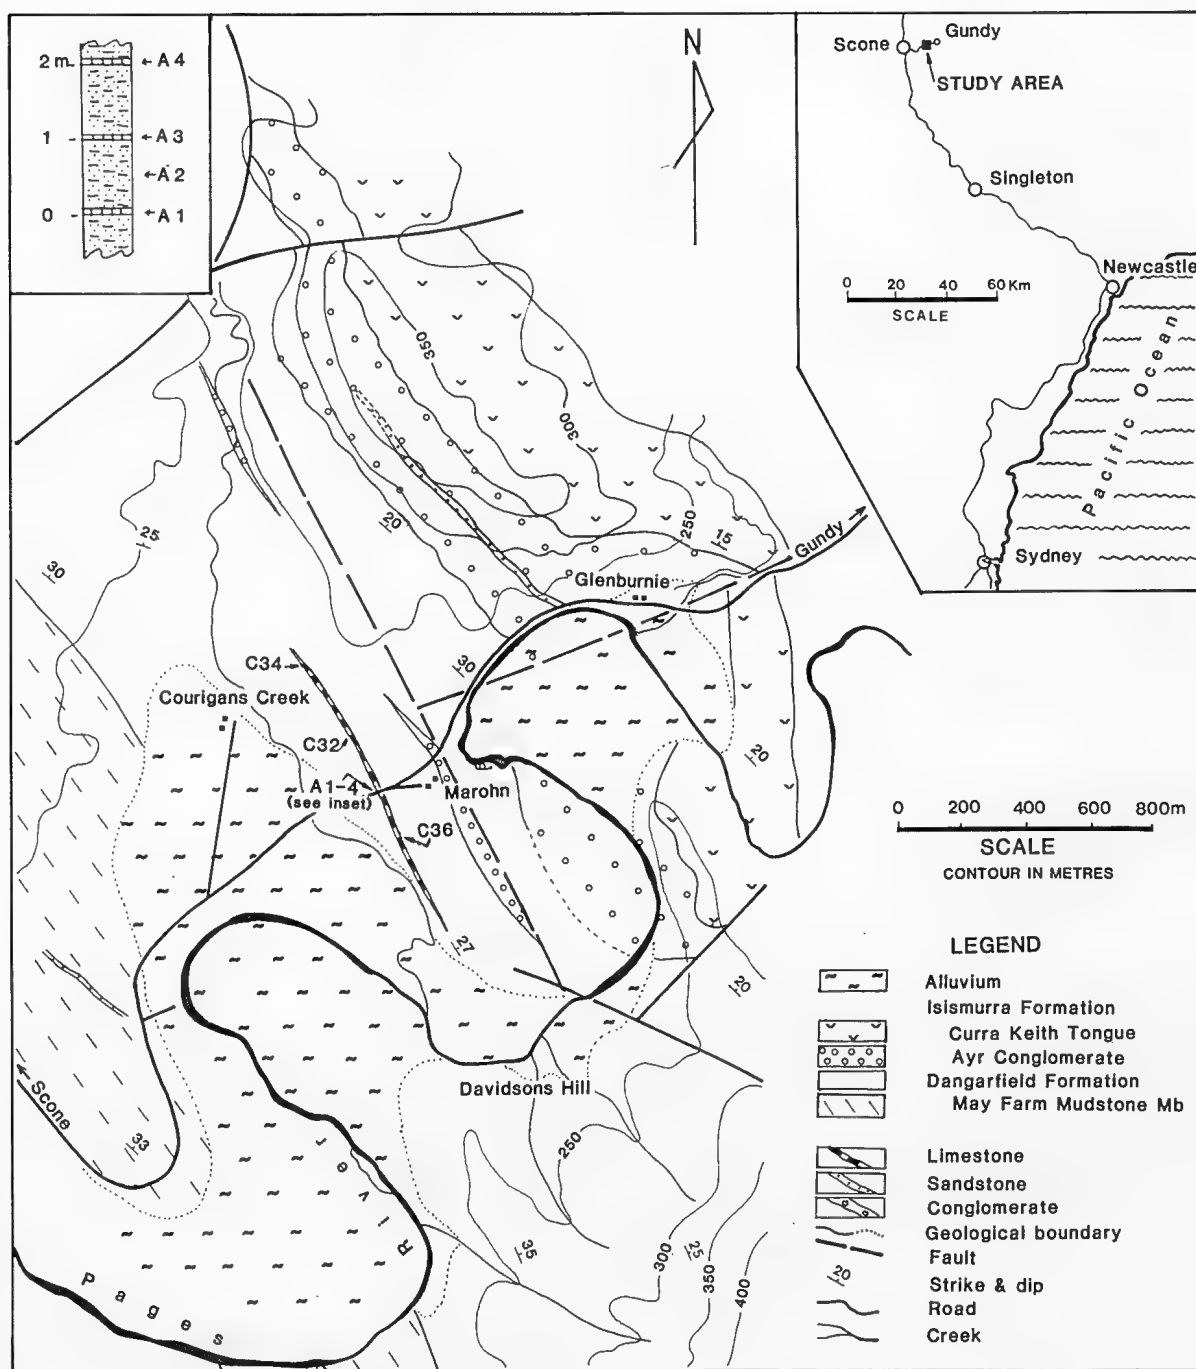 2 m
A 4
1
A 3
A 2
0
A 1
N
Scone
Gundy
STUDY AREA
Singleton
Newcastle
0 20 40 60 Km
SCALE
Pacific Ocean
Sydney
350
300
250
15
20
25
30
Gundy
Glenburnie
30
C34
Courigans Creek
C32
A1-4
(see inset)
Marohn
C36
20
27
20
0 200 400 600 800m
SCALE
CONTOUR IN METRES
LEGEND
Alluvium
Isismurra Formation
Curra Keith Tongue
Ayr Conglomerate
Dangarfield Formation
May Farm Mudstone Mb
Limestone
Sandstone
Conglomerate
Geological boundary
Fault
20
Strike & dip
Road
Creek
Scone
33
Davidsons Hill
250
35
25
300
350
400
Pages
River